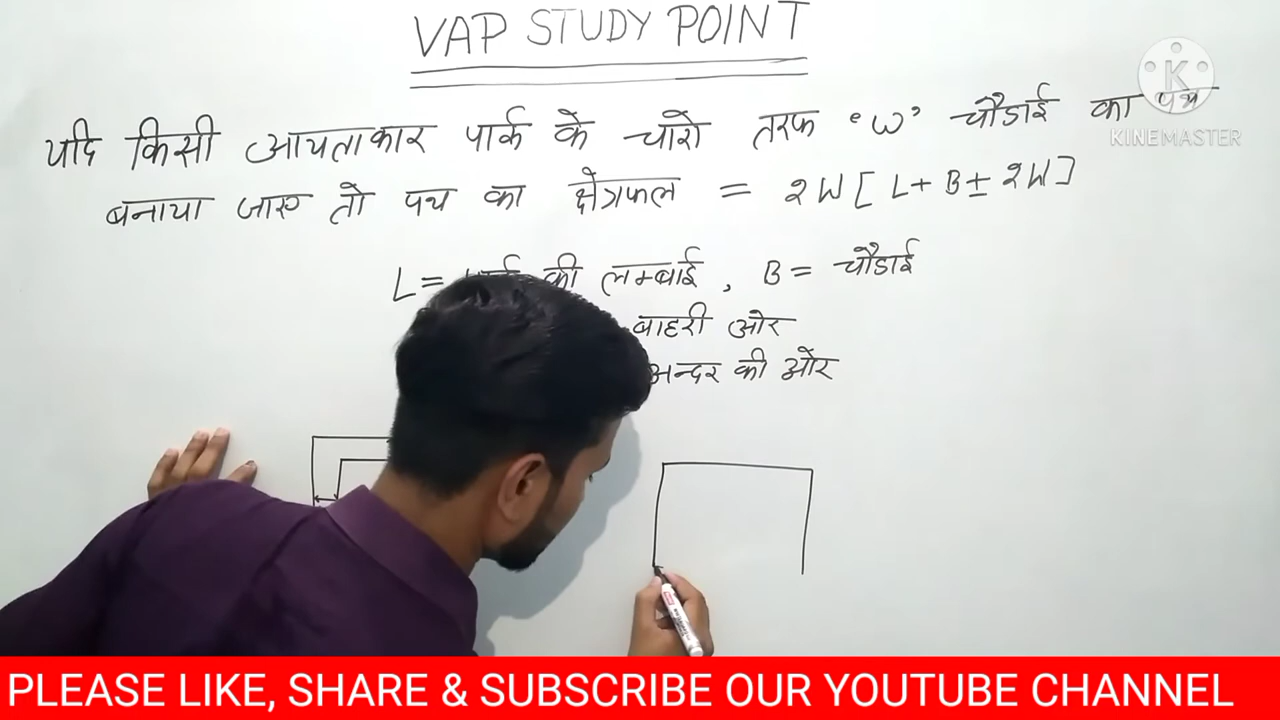 VAP STUDY POINT
यदि किसी आयताकार पार्क के चारो तरफ 'W' चौडाई का पथ
बनाया जाए तो पथ का क्षेत्रफल = 2W [ L + B ± 2W ]
L = की लम्बाई , B = चौडाई
बाहरी ओर
अन्दर की ओर
KINEMASTER
PLEASE LIKE, SHARE & SUBSCRIBE OUR YOUTUBE CHANNEL